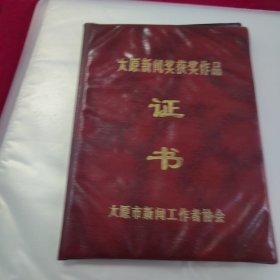 太原新闻奖获奖作品
证
书
太原市新闻工作者协会